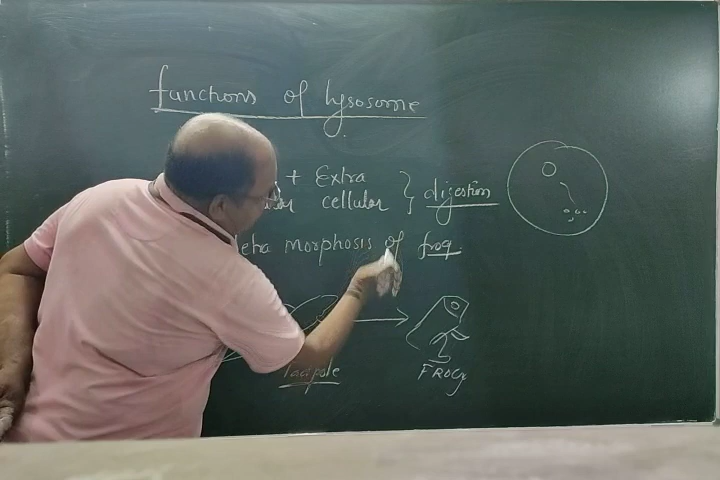 functions of lysosome
+ Extra
cellular } digestion
morphosis of frog.
Tadpole
FROG